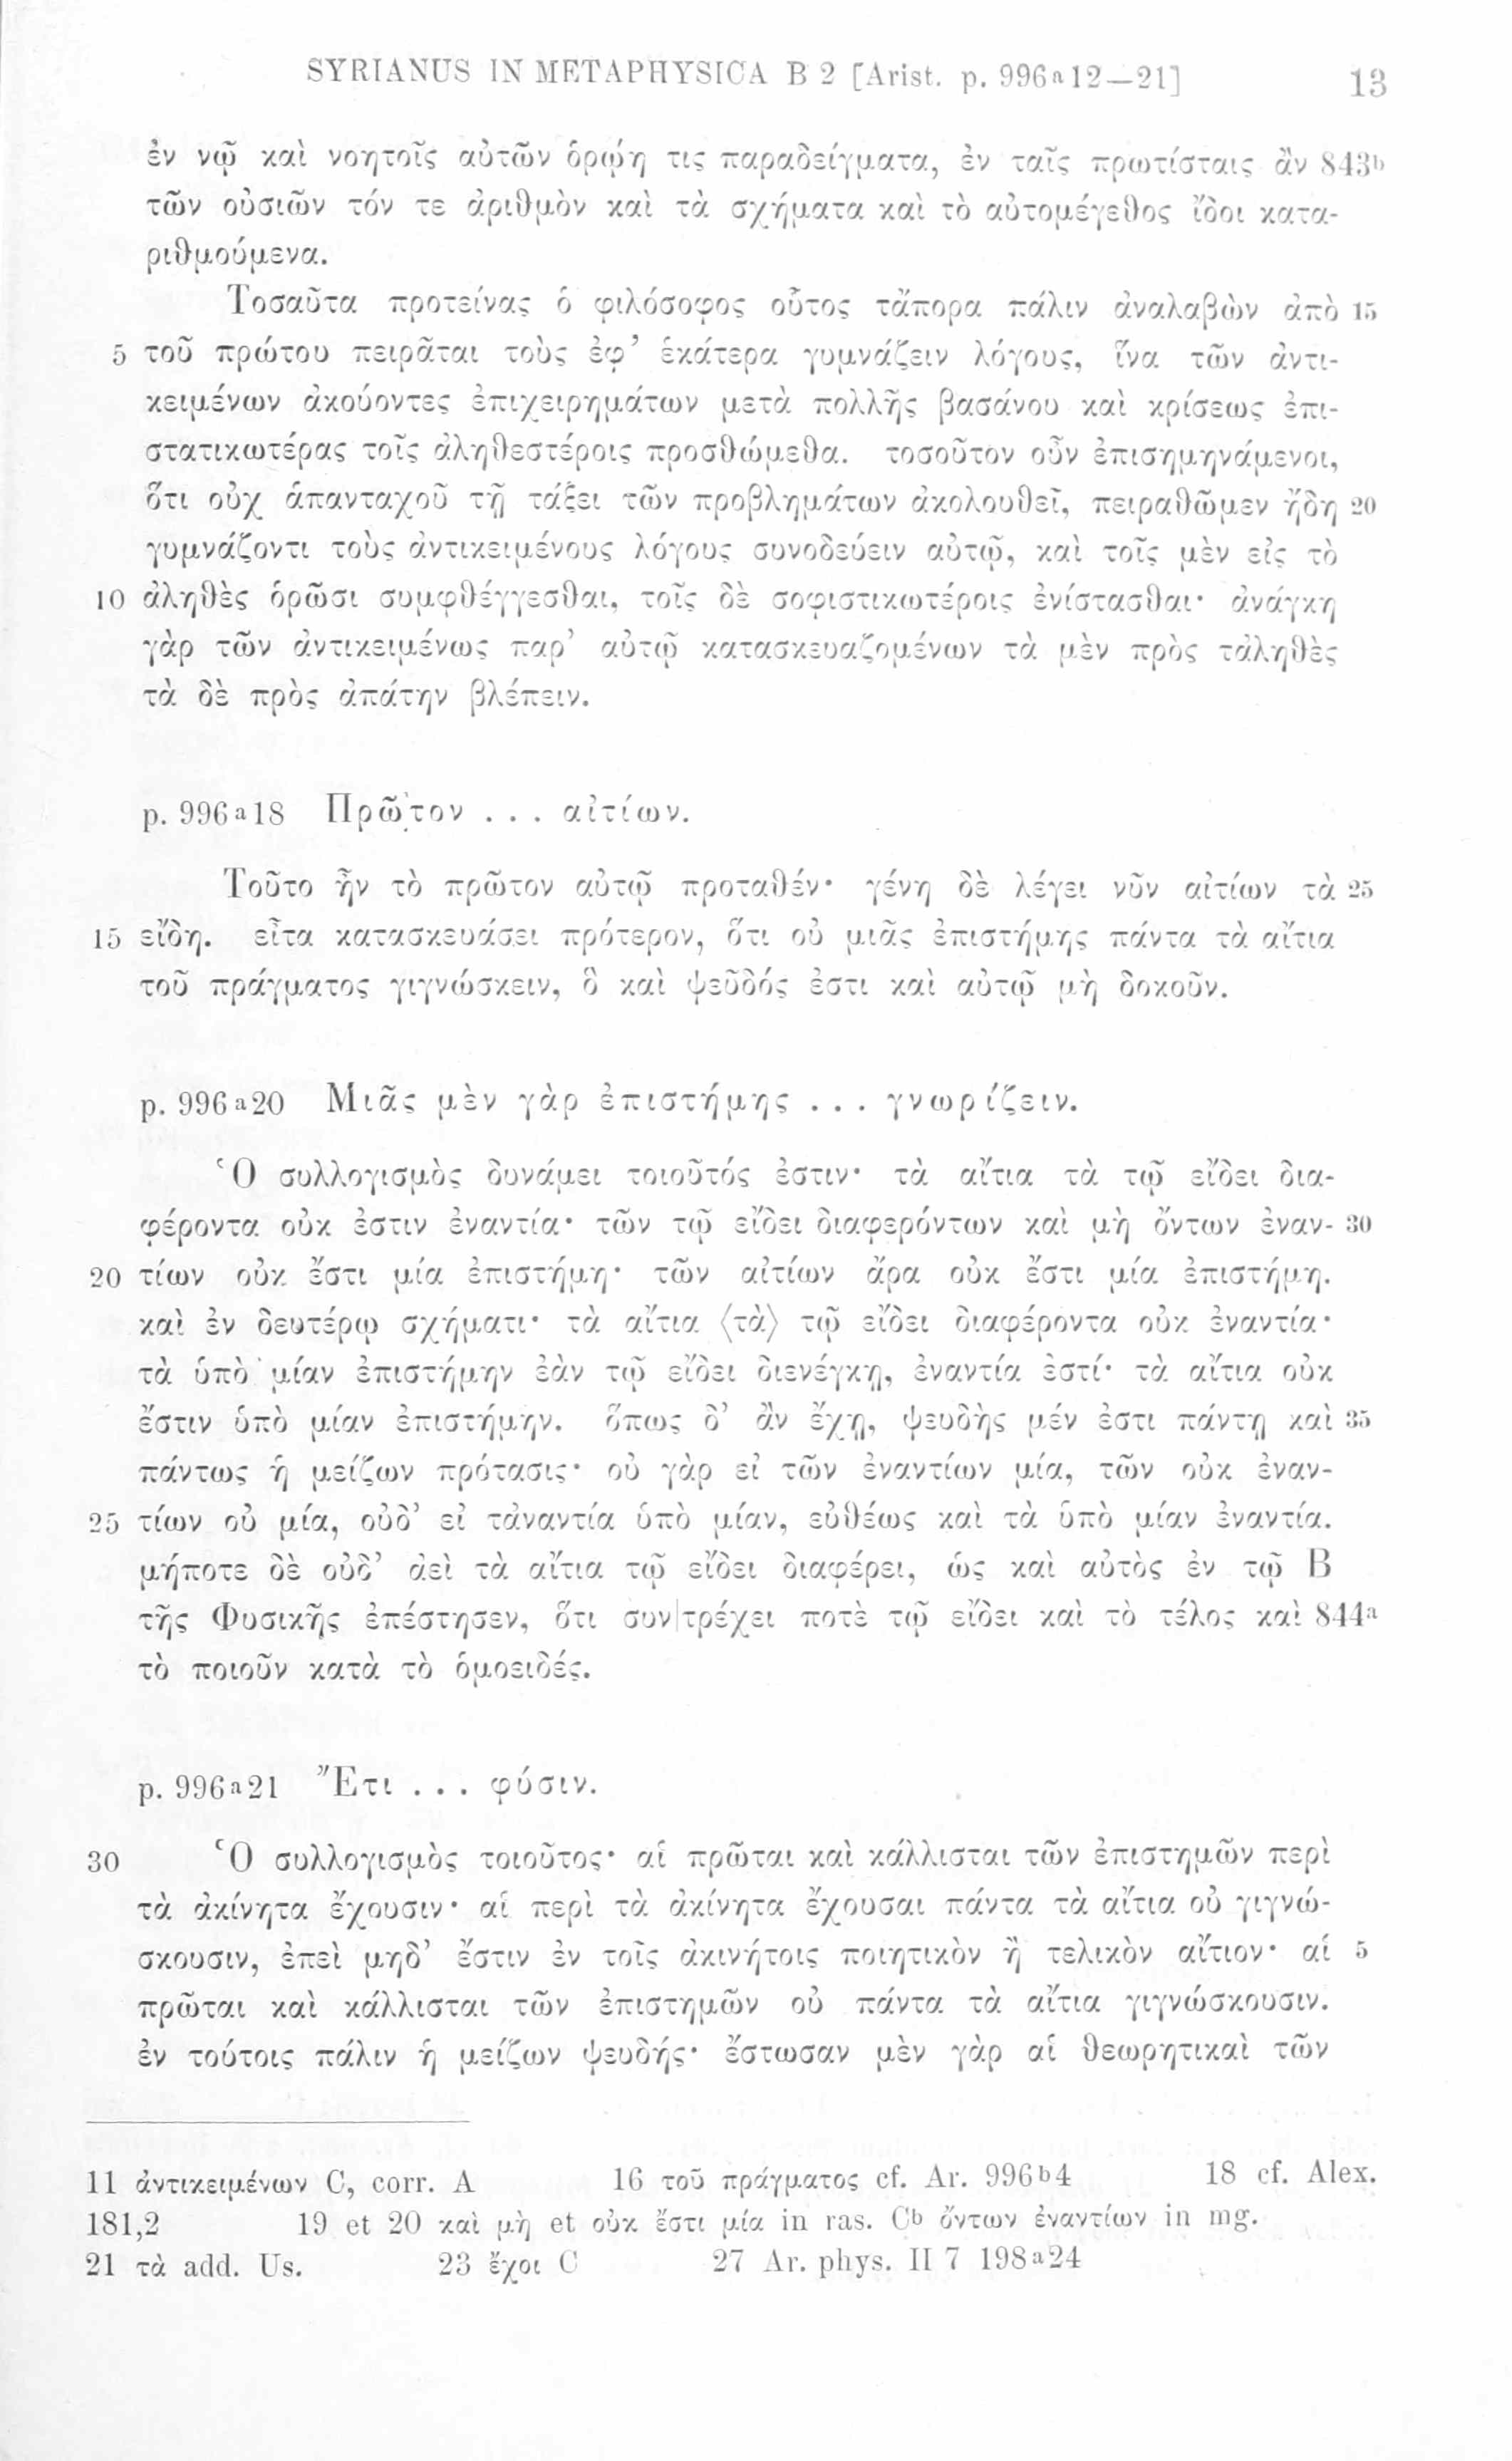 SYRIANUS IN METAPHYSICA B 2 [Arist. p. 996ᵃ12—21] 13
ἐν νῷ καὶ νοητοῖς αὐτῶν ὁρῴη τις παραδείγματα, ἐν ταῖς πρωτίσταις ἂν 843ᵇ
τῶν οὐσιῶν τόν τε ἀριθμὸν καὶ τὰ σχήματα καὶ τὸ αὐτομέγεθος ἴδοι κατα-
ριθμούμενα.
Τοσαῦτα προτείνας ὁ φιλόσοφος οὗτος τἄπορα πάλιν ἀναλαβὼν ἀπὸ 15
5 τοῦ πρώτου πειρᾶται τοὺς ἐφ’ ἑκάτερα γυμνάζειν λόγους, ἵνα τῶν ἀντι-
κειμένων ἀκούοντες ἐπιχειρημάτων μετὰ πολλῆς βασάνου καὶ κρίσεως ἐπι-
στατικωτέρας τοῖς ἀληθεστέροις προσθώμεθα. τοσοῦτον οὖν ἐπισημηνάμενοι,
ὅτι οὐχ ἁπανταχοῦ τῇ τάξει τῶν προβλημάτων ἀκολουθεῖ, πειραθῶμεν ἤδη 20
γυμνάζοντι τοὺς ἀντικειμένους λόγους συνοδεύειν αὐτῷ, καὶ τοῖς μὲν εἰς τὸ
10 ἀληθὲς ὁρῶσι συμφθέγγεσθαι, τοῖς δὲ σοφιστικωτέροις ἐνίστασθαι· ἀνάγκη
γὰρ τῶν ἀντικειμένως παρ’ αὐτῷ κατασκευαζομένων τὰ μὲν πρὸς τἀληθὲς
τὰ δὲ πρὸς ἀπάτην βλέπειν.
p. 996ᵃ18 Πρῶτον . . . αἰτίων.
Τοῦτο ἦν τὸ πρῶτον αὐτῷ προταθέν· γένη δὲ λέγει νῦν αἰτίων τὰ 25
15 εἴδη. εἶτα κατασκευάσει πρότερον, ὅτι οὐ μιᾶς ἐπιστήμης πάντα τὰ αἴτια
τοῦ πράγματος γιγνώσκειν, ὃ καὶ ψεῦδός ἐστι καὶ αὐτῷ μὴ δοκοῦν.
p. 996ᵃ20 Μιᾶς μὲν γὰρ ἐπιστήμης . . . γνωρίζειν.
Ὁ συλλογισμὸς δυνάμει τοιοῦτός ἐστιν· τὰ αἴτια τὰ τῷ εἴδει δια-
φέροντα οὐκ ἐστιν ἐναντία· τῶν τῷ εἴδει διαφερόντων καὶ μὴ ὄντων ἐναν- 30
20 τίων οὐκ ἔστι μία ἐπιστήμη· τῶν αἰτίων ἄρα οὐκ ἔστι μία ἐπιστήμη.
καὶ ἐν δευτέρῳ σχήματι· τὰ αἴτια ⟨τὰ⟩ τῷ εἴδει διαφέροντα οὐκ ἐναντία·
τὰ ὑπὸ μίαν ἐπιστήμην ἐὰν τῷ εἴδει διενέγκῃ, ἐναντία ἐστί· τὰ αἴτια οὐκ
ἔστιν ὑπὸ μίαν ἐπιστήμην. ὅπως δ’ ἂν ἔχῃ, ψευδὴς μέν ἐστι πάντῃ καὶ 35
πάντως ἡ μείζων πρότασις· οὐ γὰρ εἰ τῶν ἐναντίων μία, τῶν οὐκ ἐναν-
25 τίων οὐ μία, οὐδ’ εἰ τἀναντία ὑπὸ μίαν, εὐθέως καὶ τὰ ὑπὸ μίαν ἐναντία.
μήποτε δὲ οὐδ’ ἀεὶ τὰ αἴτια τῷ εἴδει διαφέρει, ὡς καὶ αὐτὸς ἐν τῷ Β
τῆς Φυσικῆς ἐπέστησεν, ὅτι συν|τρέχει ποτὲ τῷ εἴδει καὶ τὸ τέλος καὶ 844ᵃ
τὸ ποιοῦν κατὰ τὸ ὁμοειδές.
p. 996ᵃ21 Ἔτι . . . φύσιν.
30 Ὁ συλλογισμὸς τοιοῦτος· αἱ πρῶται καὶ κάλλισται τῶν ἐπιστημῶν περὶ
τὰ ἀκίνητα ἔχουσιν· αἱ περὶ τὰ ἀκίνητα ἔχουσαι πάντα τὰ αἴτια οὐ γιγνώ-
σκουσιν, ἐπεὶ μηδ’ ἔστιν ἐν τοῖς ἀκινήτοις ποιητικὸν ἢ τελικὸν αἴτιον· αἱ 5
πρῶται καὶ κάλλισται τῶν ἐπιστημῶν οὐ πάντα τὰ αἴτια γιγνώσκουσιν.
ἐν τούτοις πάλιν ἡ μείζων ψευδής· ἔστωσαν μὲν γὰρ αἱ θεωρητικαὶ τῶν
11 ἀντικειμένων C, corr. A 16 τοῦ πράγματος cf. Ar. 996ᵇ4 18 cf. Alex.
181,2 19 et 20 καὶ μὴ et οὐκ ἔστι μία in ras. Cᵇ ὄντων ἐναντίων in mg.
21 τὰ add. Us. 23 ἔχοι C 27 Ar. phys. II 7 198ᵃ24